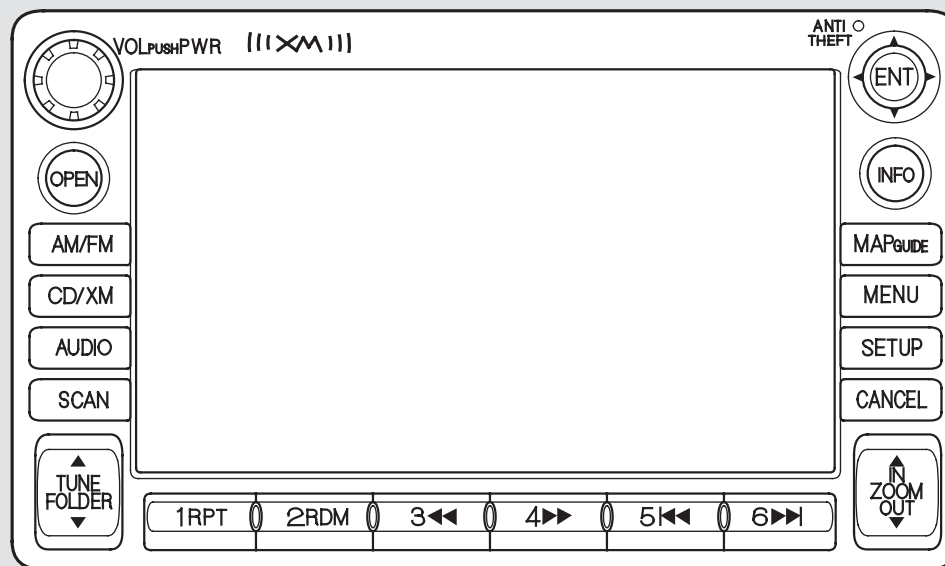 VOL PUSH PWR
XM
ANTI
THEFT
ENT
OPEN
INFO
AM/FM
MAP GUIDE
CD/XM
MENU
AUDIO
SETUP
SCAN
CANCEL
TUNE
FOLDER
IN
ZOOM
OUT
1RPT
2RDM
3
4
5
6